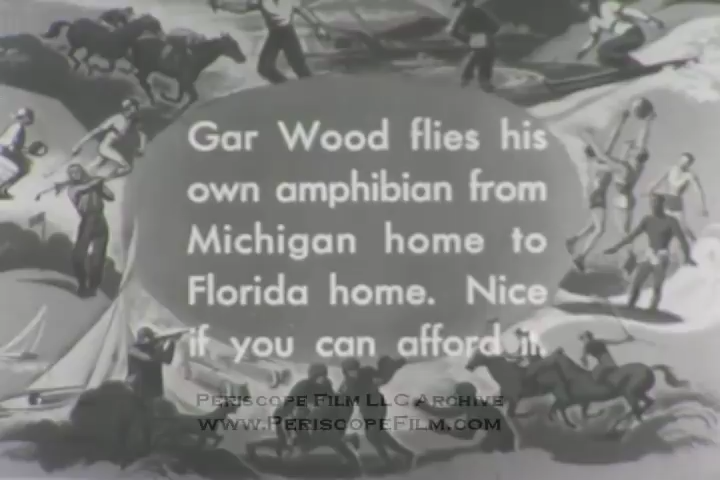 Gar Wood flies his
own amphibian from
Michigan home to
Florida home. Nice
if you can afford it.
Periscope Film LLC Archive
www.PeriscopeFilm.com